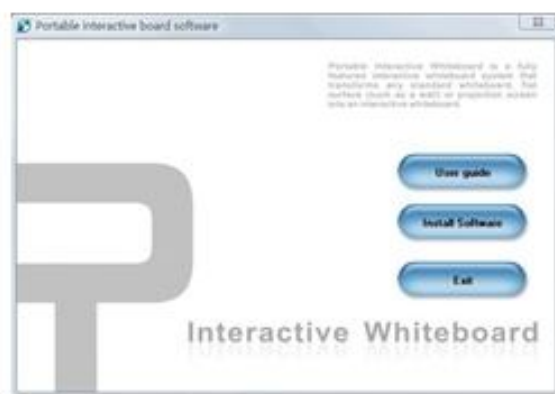 Portable interactive board software
Portable Interactive Whiteboard is a fully
featured interactive whiteboard system that
transforms any standard whiteboard, flat
surface (such as a wall) or projection screen
into an interactive whiteboard
User guide
Install Software
Exit
Interactive Whiteboard